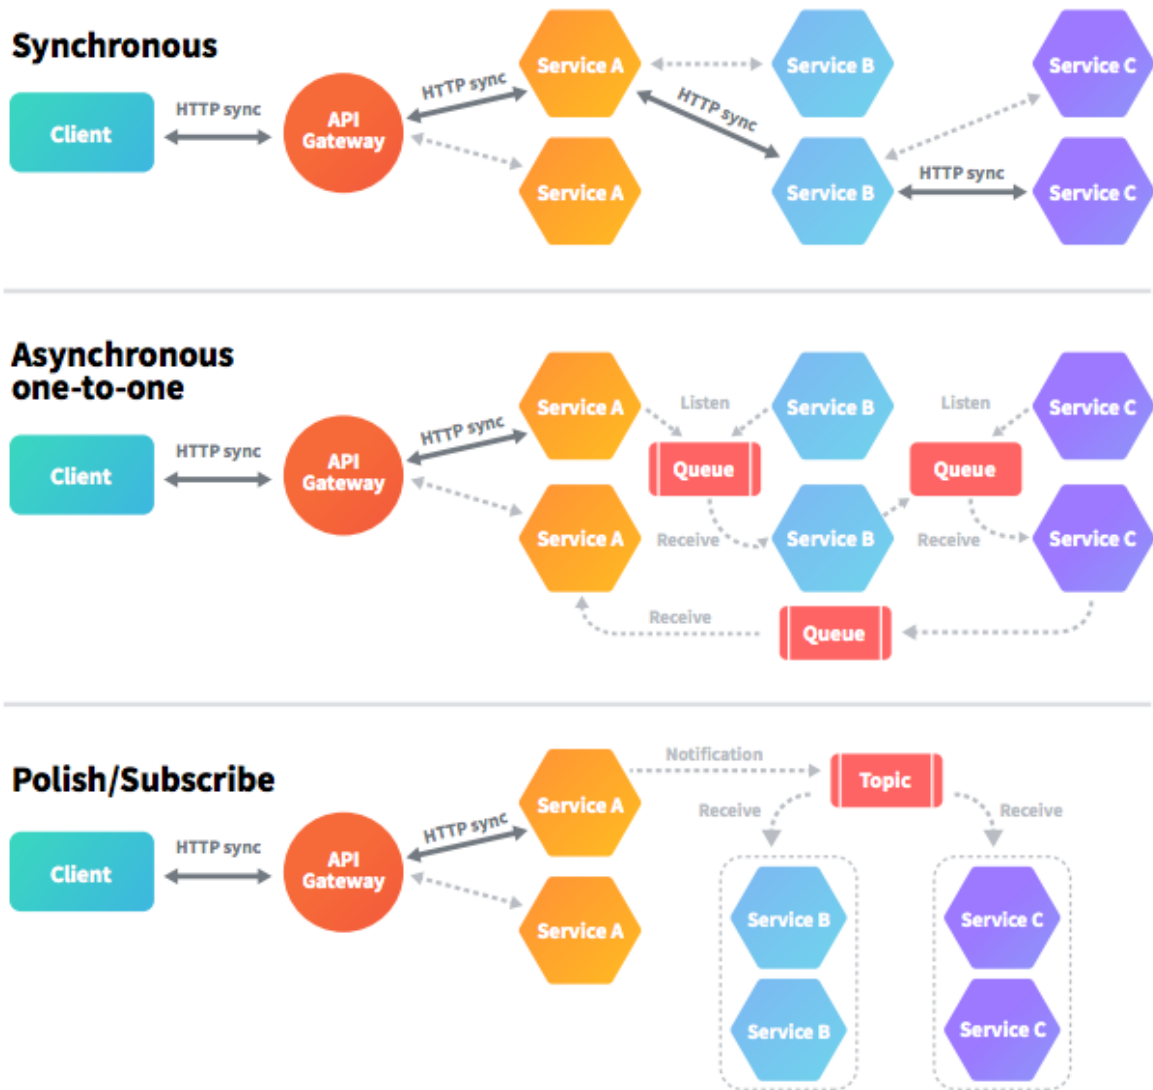 Synchronous
Client
HTTP sync
API
Gateway
HTTP sync
Service A
Service A
HTTP sync
Service B
Service B
HTTP sync
Service C
Service C
Asynchronous
one-to-one
Client
HTTP sync
API
Gateway
HTTP sync
Service A
Service A
Listen
Queue
Receive
Service B
Service B
Listen
Queue
Receive
Service C
Service C
Receive
Queue
Polish/Subscribe
Client
HTTP sync
API
Gateway
HTTP sync
Service A
Service A
Notification
Topic
Receive
Receive
Service B
Service B
Service C
Service C